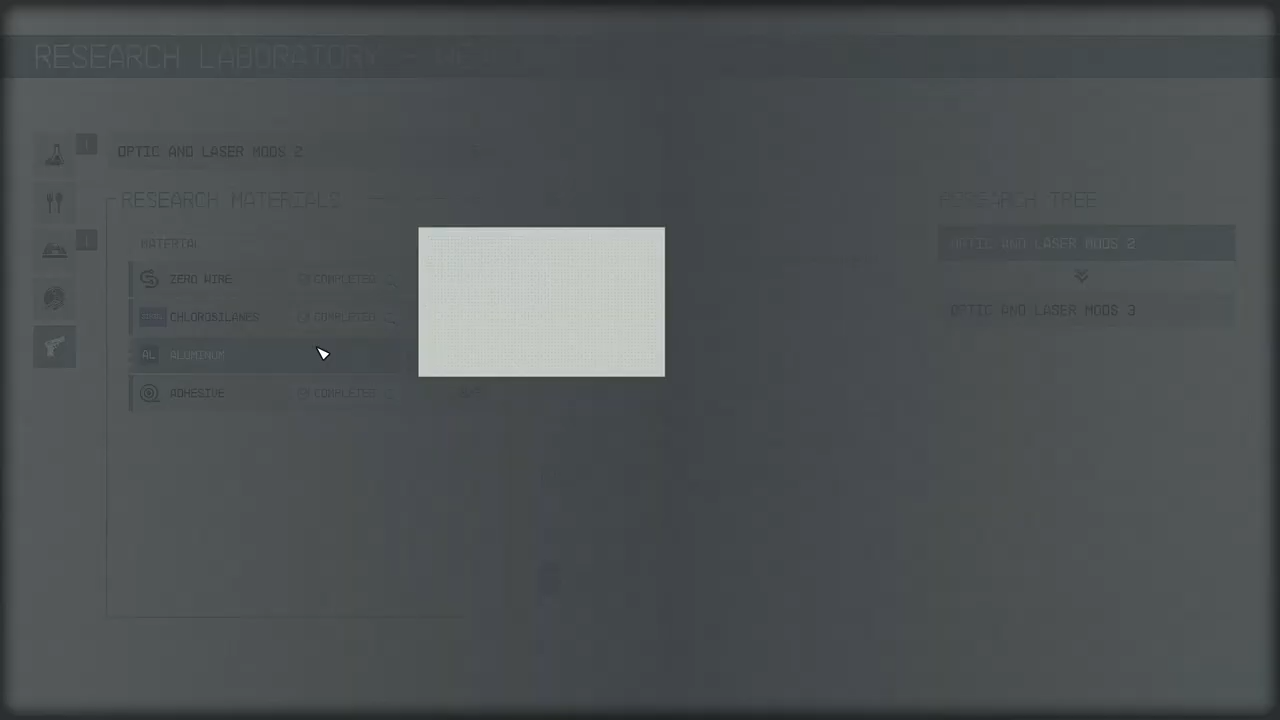 RESEARCH LABORATORY
OPTIC AND LASER MODS 2
RESEARCH MATERIALS
MATERIAL
ZERO WIRE COMPLETED
CHLOROSILANES COMPLETED
AL ALUMINUM
ADHESIVE COMPLETED
RESEARCH TREE
OPTIC AND LASER MODS 2
OPTIC AND LASER MODS 3